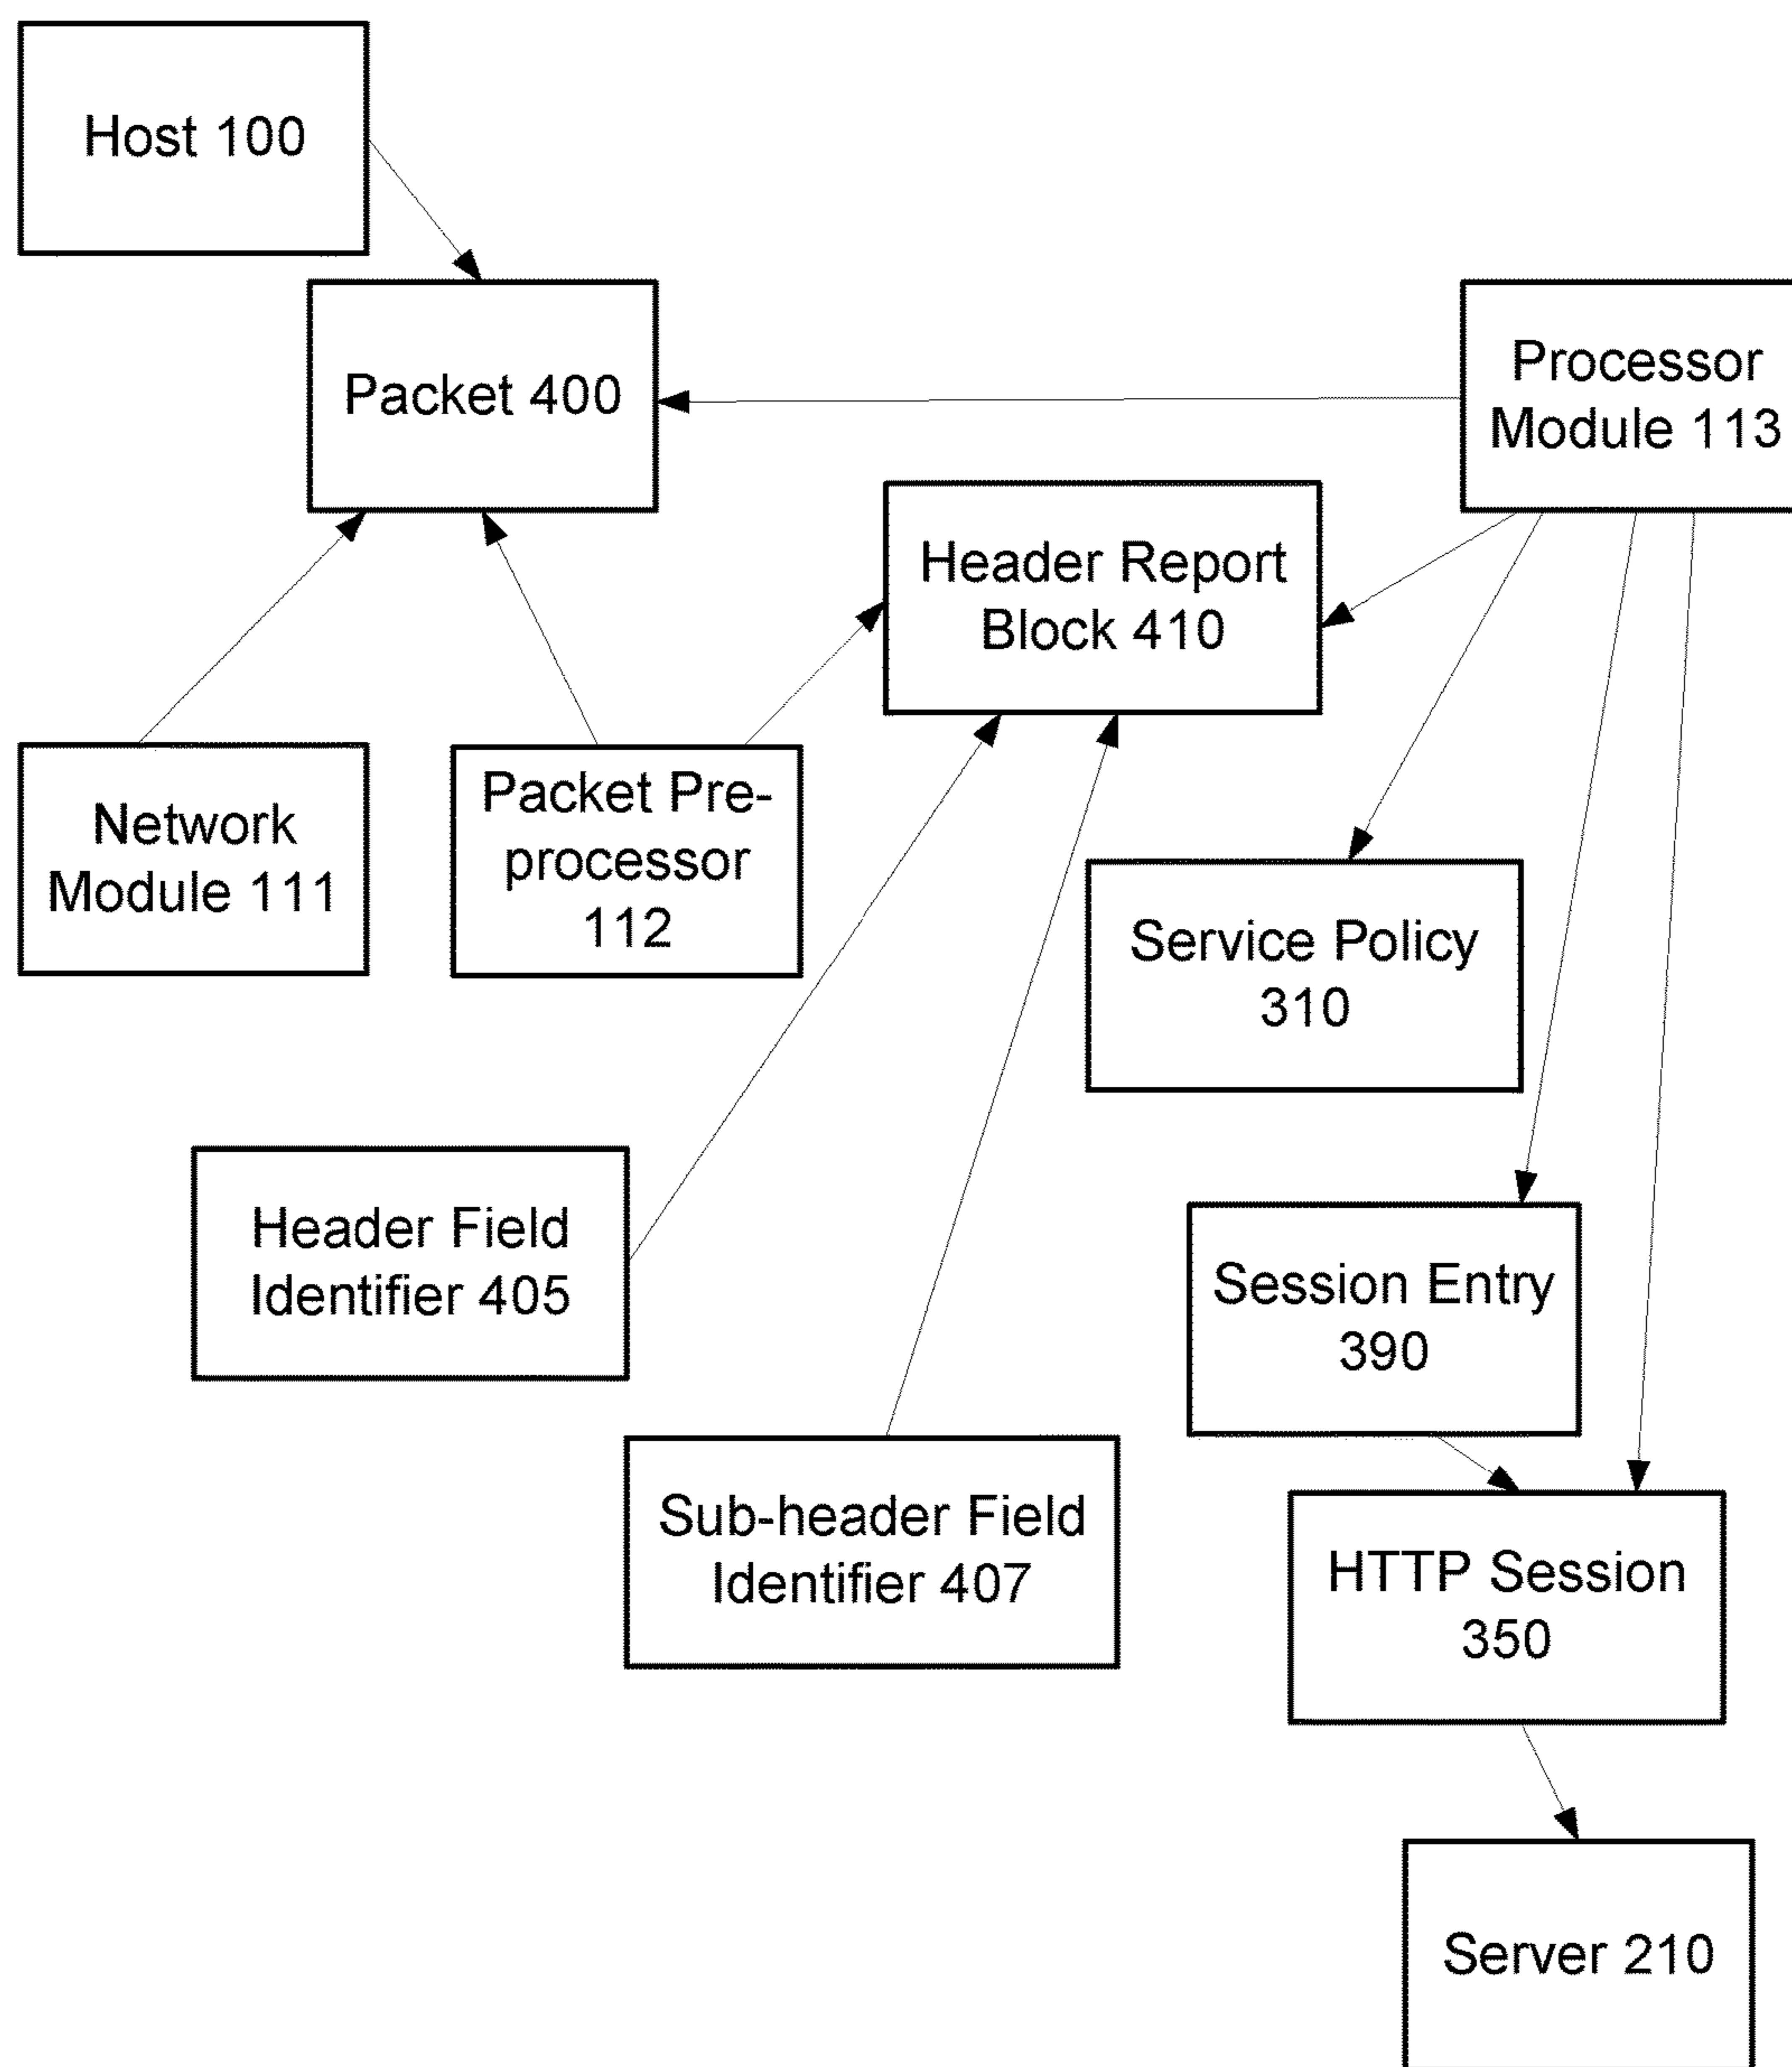 Host 100
Packet 400
Processor
Module 113
Header Report
Block 410
Network
Module 111
Packet Pre-
processor
112
Service Policy
310
Header Field
Identifier 405
Session Entry
390
Sub-header Field
Identifier 407
HTTP Session
350
Server 210